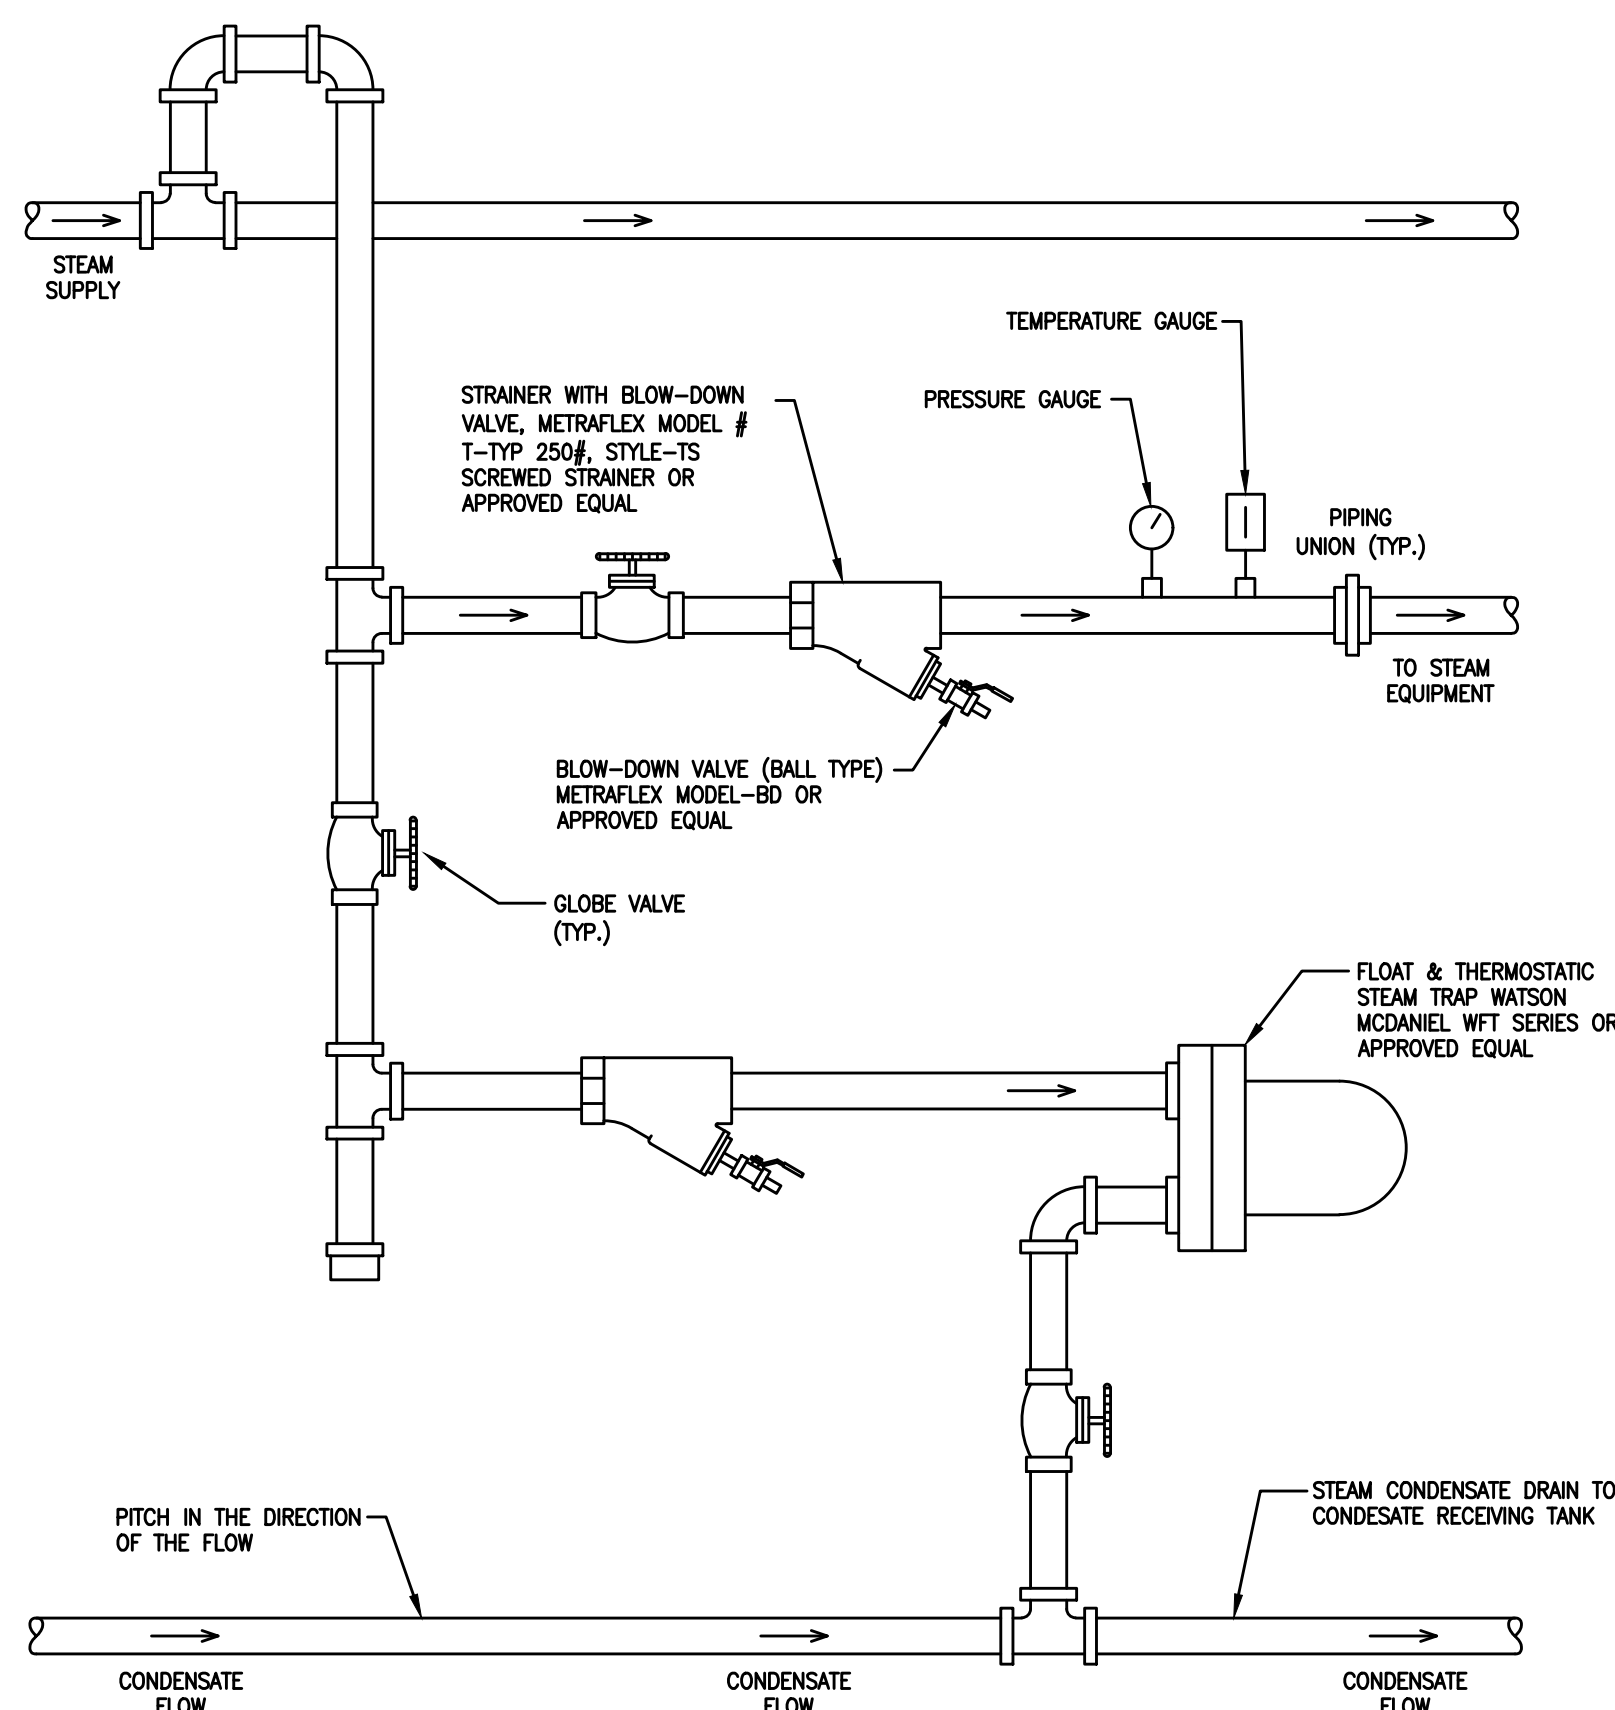 STEAM
SUPPLY
TEMPERATURE GAUGE
STRAINER WITH BLOW-DOWN
VALVE, METRAFLEX MODEL #
T-TYP 250#, STYLE-TS
SCREWED STRAINER OR
APPROVED EQUAL
PRESSURE GAUGE
PIPING
UNION (TYP.)
TO STEAM
EQUIPMENT
BLOW-DOWN VALVE (BALL TYPE)
METRAFLEX MODEL-BD OR
APPROVED EQUAL
GLOBE VALVE
(TYP.)
FLOAT & THERMOSTATIC
STEAM TRAP WATSON
MCDANIEL WFT SERIES OR
APPROVED EQUAL
STEAM CONDENSATE DRAIN TO
CONDESATE RECEIVING TANK
PITCH IN THE DIRECTION
OF THE FLOW
CONDENSATE
FLOW
CONDENSATE
FLOW
CONDENSATE
FLOW